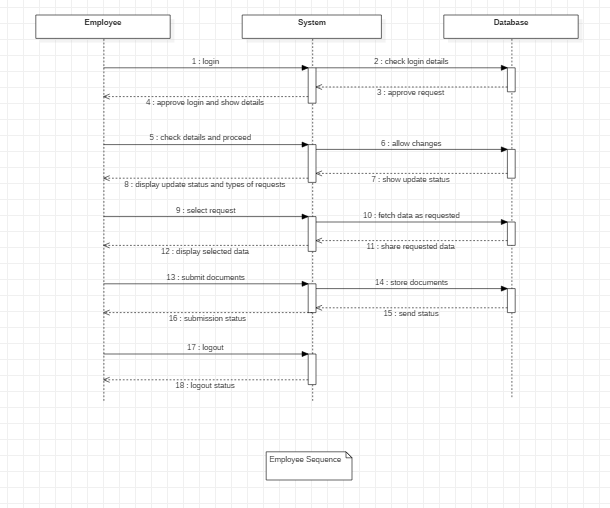 Employee
System
Database
1 : login
2 : check login details
3 : approve request
4 : approve login and show details
5 : check details and proceed
6 : allow changes
7 : show update status
8 : display update status and types of requests
9 : select request
10 : fetch data as requested
11 : share requested data
12 : display selected data
13 : submit documents
14 : store documents
15 : send status
16 : submission status
17 : logout
18 : logout status
Employee Sequence